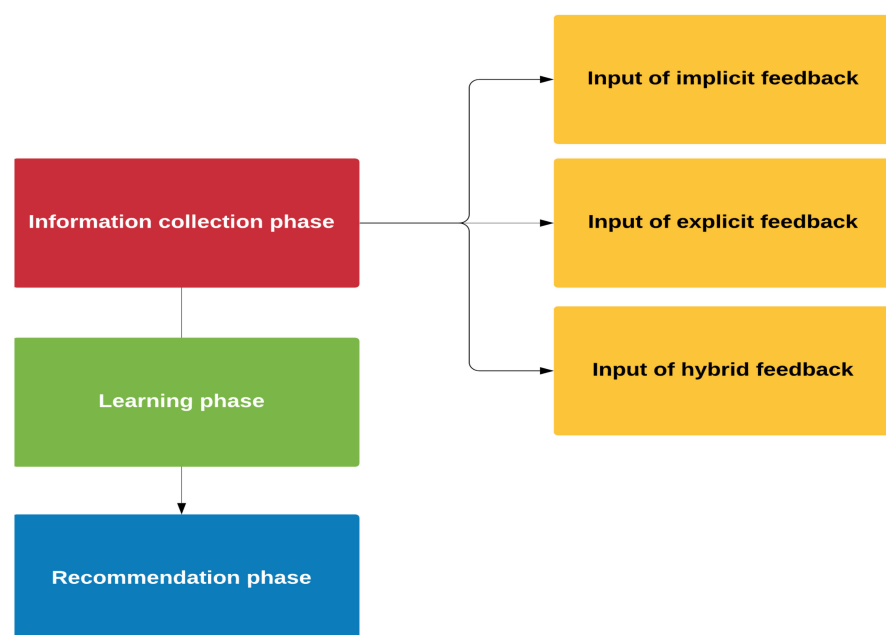 Information collection phase
Learning phase
Recommendation phase
Input of implicit feedback
Input of explicit feedback
Input of hybrid feedback